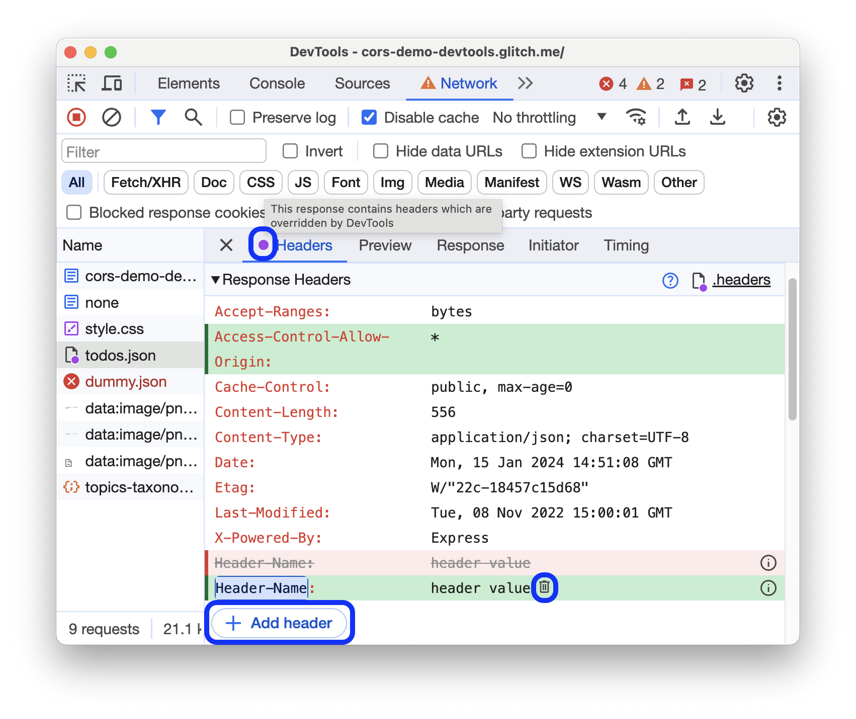 DevTools - cors-demo-devtools.glitch.me/
Elements Console Sources Network 4 2 2
Preserve log Disable cache No throttling
Filter Invert Hide data URLs Hide extension URLs
All Fetch/XHR Doc CSS JS Font Img Media Manifest WS Wasm Other
Blocked response cookies party requests
This response contains headers which are
overridden by DevTools
Name Headers Preview Response Initiator Timing
Response Headers .headers
cors-demo-de...
none
style.css
todos.json
dummy.json
data:image/pn...
data:image/pn...
data:image/pn...
topics-taxono...
Accept-Ranges: bytes
Access-Control-Allow- *
Origin:
Cache-Control: public, max-age=0
Content-Length: 556
Content-Type: application/json; charset=UTF-8
Date: Mon, 15 Jan 2024 14:51:08 GMT
Etag: W/"22c-18457c15d68"
Last-Modified: Tue, 08 Nov 2022 15:00:01 GMT
X-Powered-By: Express
Header-Name: header value
Header-Name: header value
+ Add header
9 requests 21.1